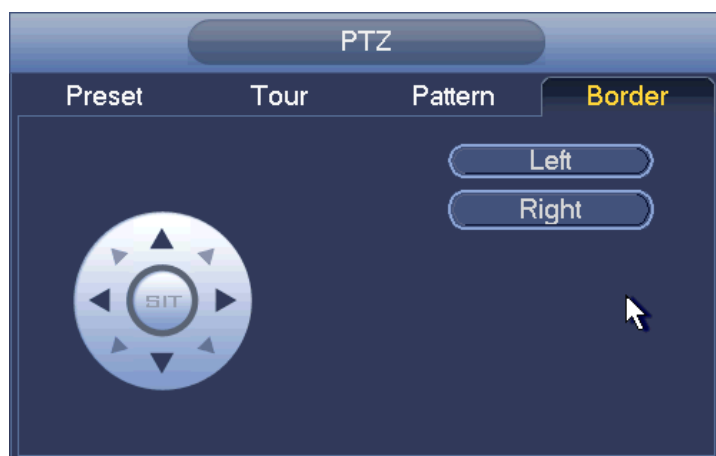 PTZ
Preset Tour Pattern Border
Left
Right
SIT